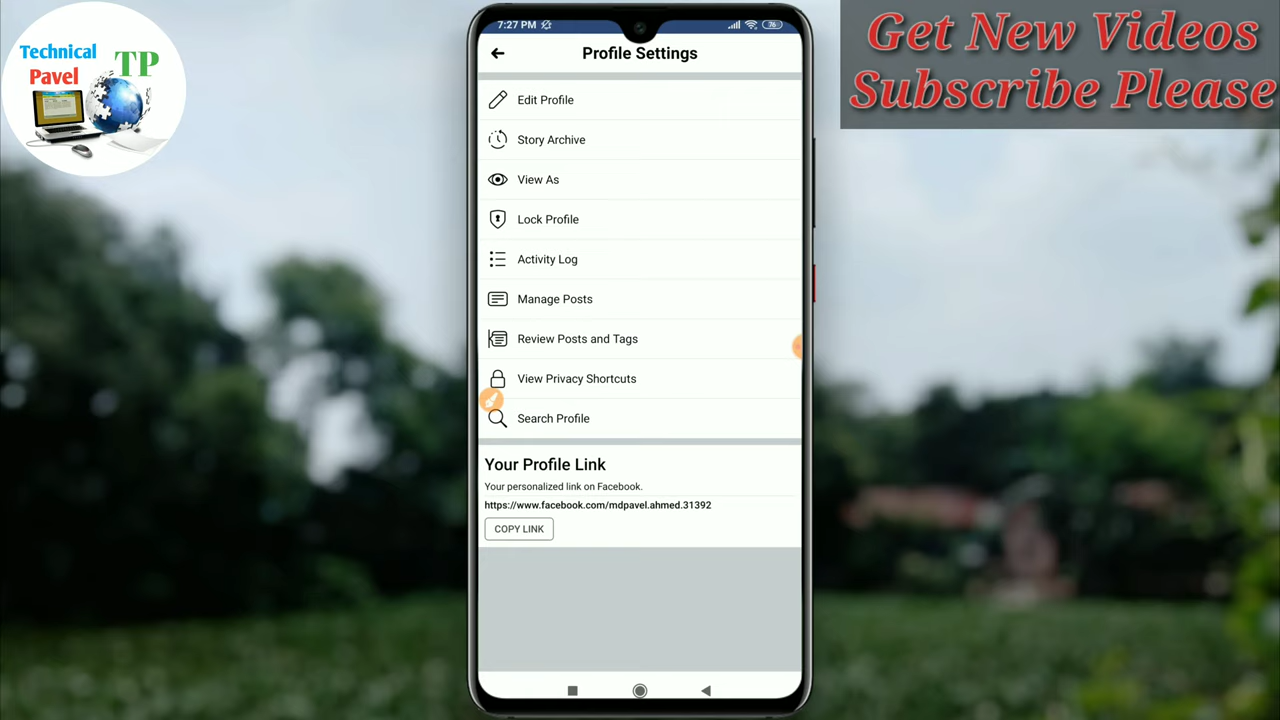 Technical
Pavel
TP
Get New Videos
Subscribe Please
7:27 PM
76
Profile Settings
Edit Profile
Story Archive
View As
Lock Profile
Activity Log
Manage Posts
Review Posts and Tags
View Privacy Shortcuts
Search Profile
Your Profile Link
Your personalized link on Facebook.
https://www.facebook.com/mdpavel.ahmed.31392
COPY LINK